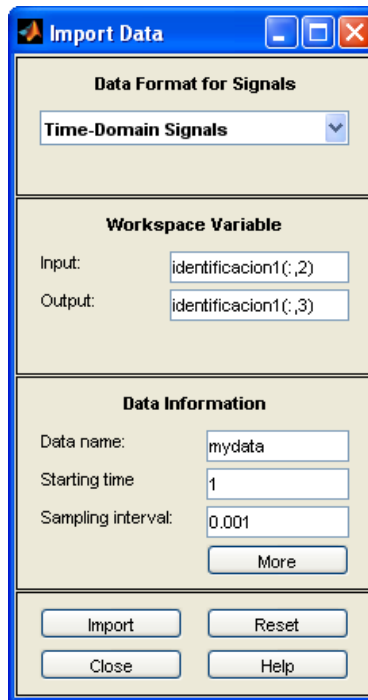 Import Data
Data Format for Signals
Time-Domain Signals
Workspace Variable
Input: identificacion1(:,2)
Output: identificacion1(:,3)
Data Information
Data name: mydata
Starting time 1
Sampling interval: 0.001
More
Import Reset
Close Help